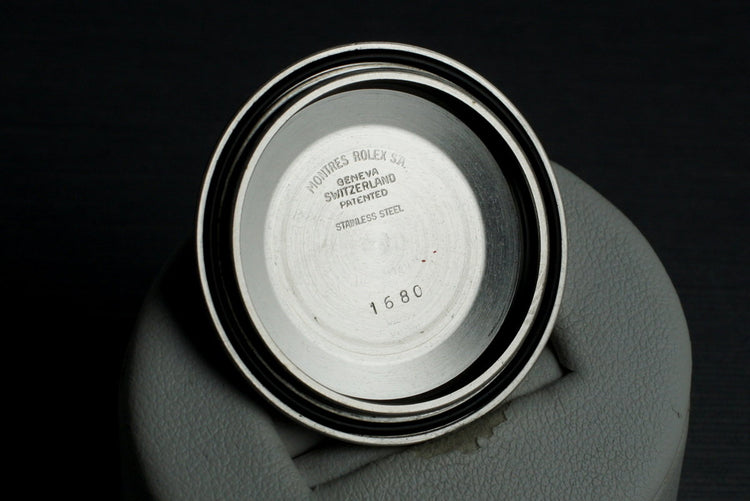 MONTRES ROLEX S.A.
GENEVA
SWITZERLAND
PATENTED
STAINLESS STEEL
1680